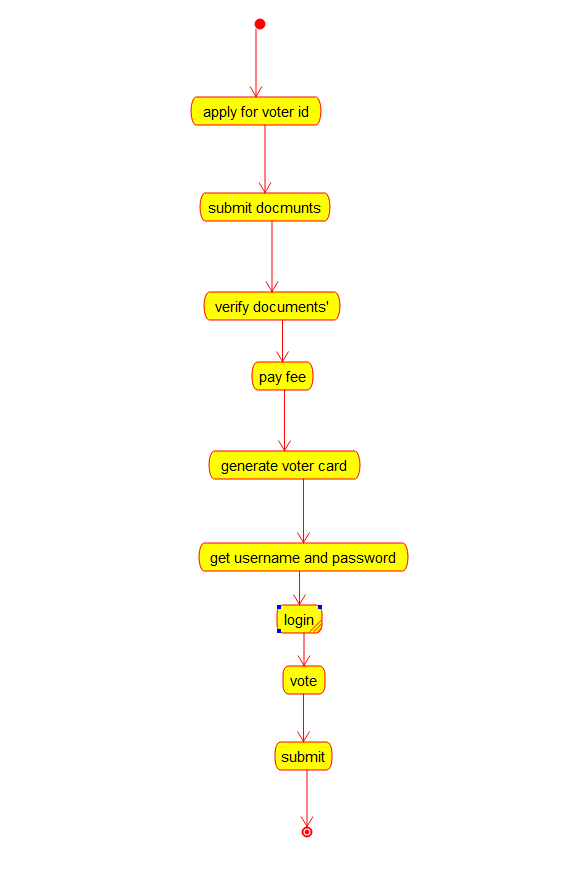 apply for voter id
submit docmunts
verify documents'
pay fee
generate voter card
get username and password
login
vote
submit